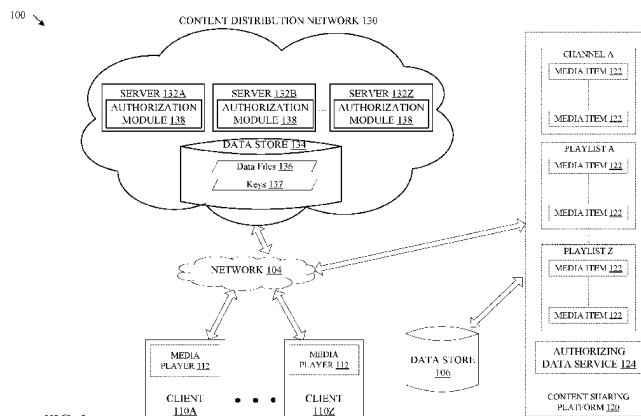 100
CONTENT DISTRIBUTION NETWORK 130
SERVER 132A
AUTHORIZATION
MODULE 138
SERVER 132B
AUTHORIZATION
MODULE 138
...
SERVER 132Z
AUTHORIZATION
MODULE 138
DATA STORE 134
Data Files 136
Keys 137
NETWORK 104
MEDIA
PLAYER 112
CLIENT
110A
MEDIA
PLAYER 112
CLIENT
110Z
DATA STORE
106
CHANNEL A
MEDIA ITEM 122
MEDIA ITEM 122
PLAYLIST A
MEDIA ITEM 122
MEDIA ITEM 122
PLAYLIST Z
MEDIA ITEM 122
MEDIA ITEM 122
AUTHORIZING
DATA SERVICE 124
CONTENT SHARING
PLATFORM 120